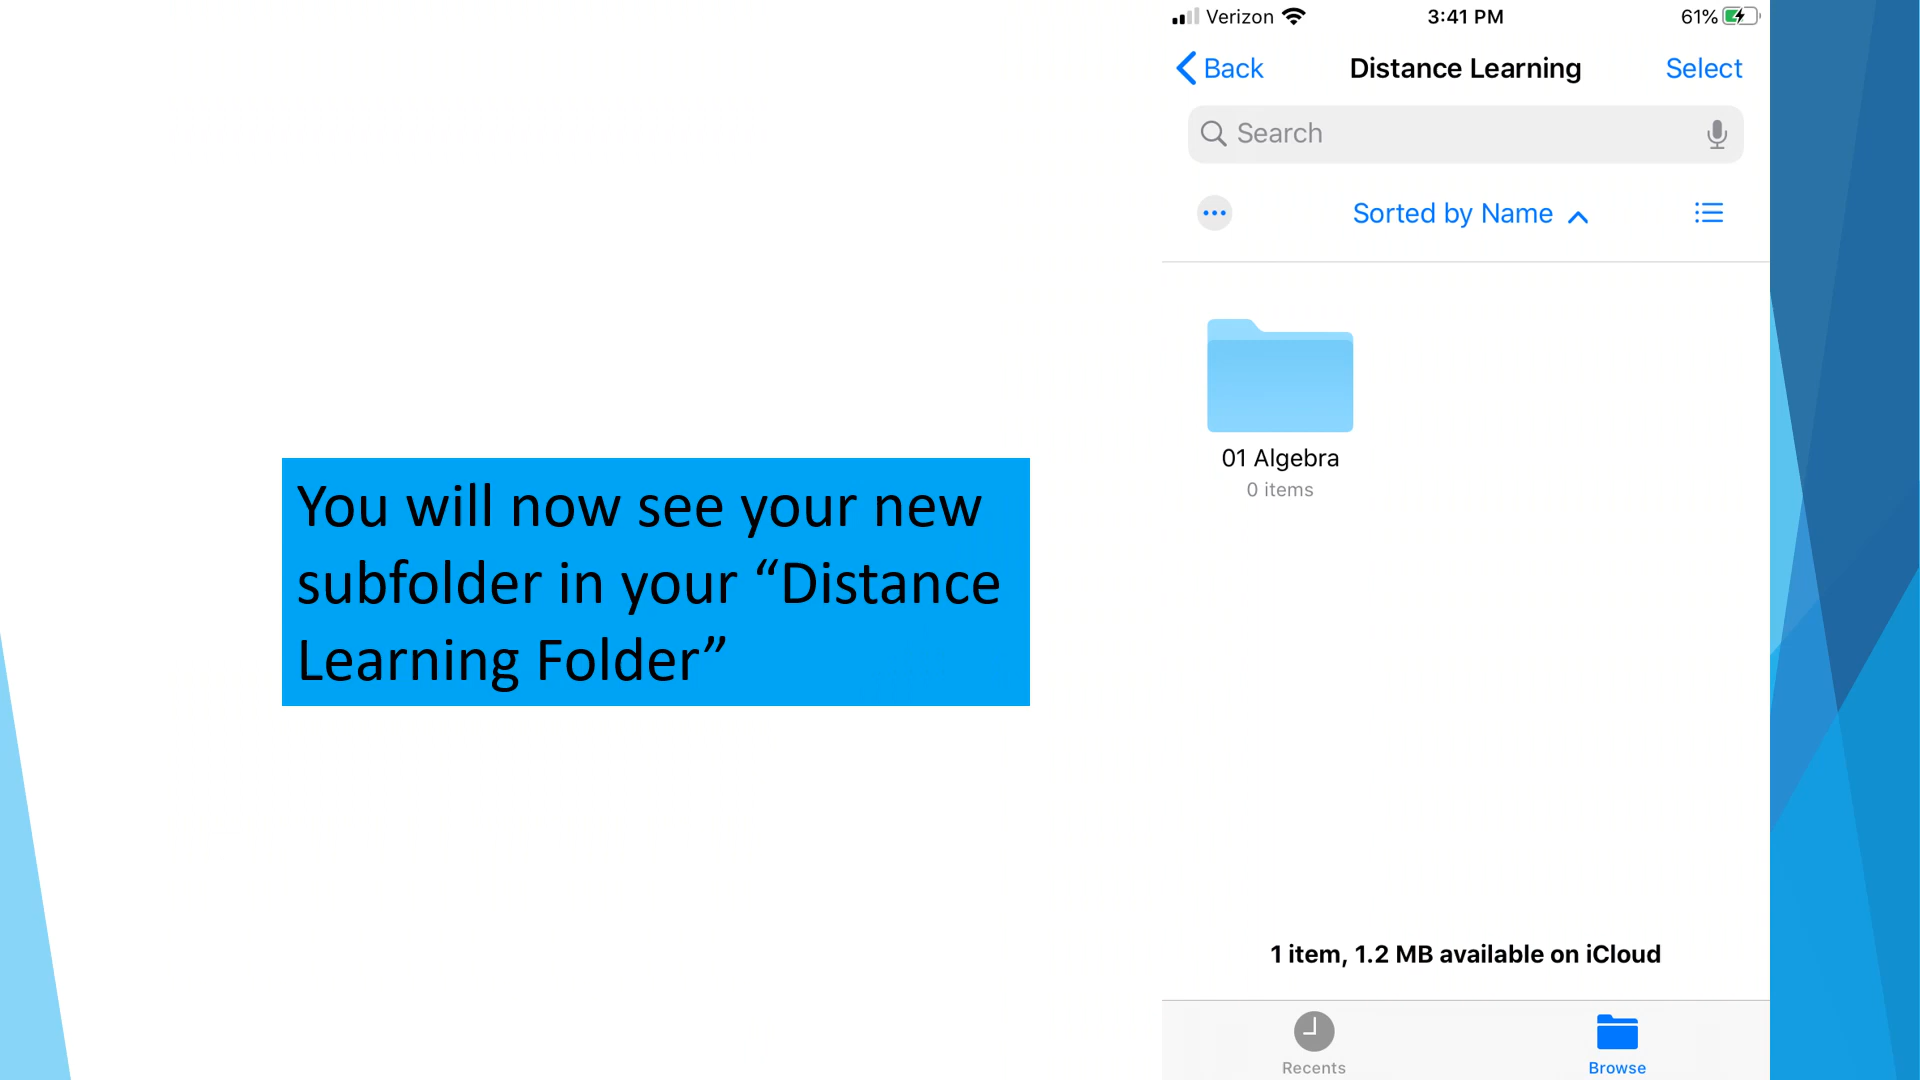 You will now see your new
subfolder in your “Distance
Learning Folder”
Verizon 3:41 PM 61%
Back Distance Learning Select
Search
Sorted by Name
01 Algebra
0 items
1 item, 1.2 MB available on iCloud
Recents Browse